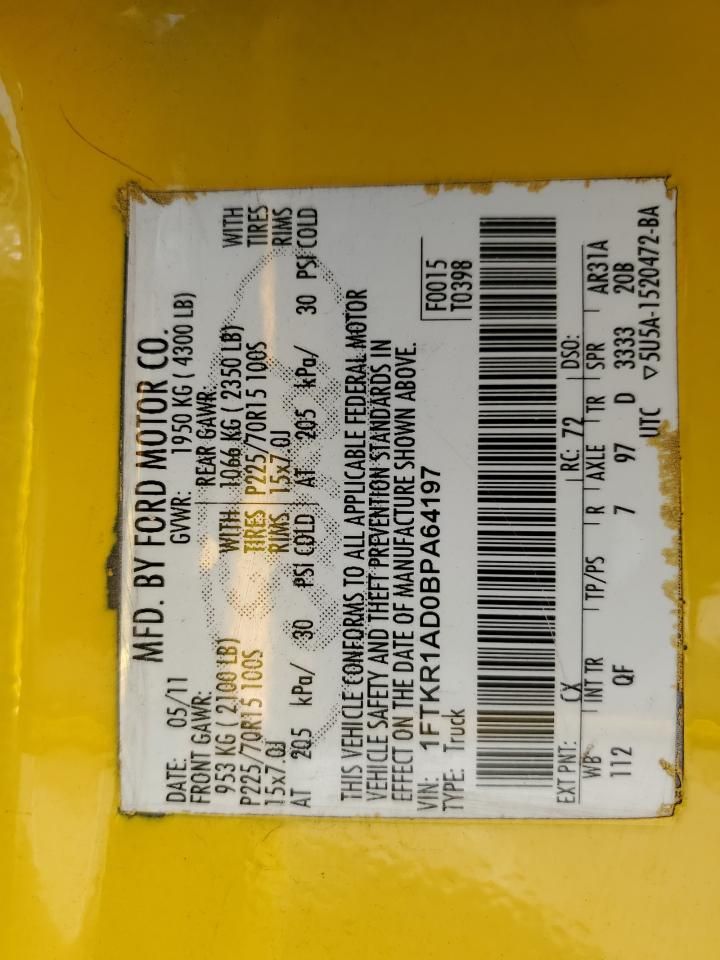 MFD. BY FORD MOTOR CO.
DATE: 05/11 GVWR: 1950 KG ( 4300 LB)
FRONT GAWR: REAR GAWR:
953 KG ( 2100 LB) WITH 1066 KG ( 2350 LB) WITH
P225/70R15 100S TIRES P225/70R15 100S TIRES
15x7.0J RIMS 15x7.0J RIMS
AT 205 kPa/ 30 PSI COLD AT 205 kPa/ 30 PSI COLD
THIS VEHICLE CONFORMS TO ALL APPLICABLE FEDERAL MOTOR
VEHICLE SAFETY AND THEFT PREVENTION STANDARDS IN
EFFECT ON THE DATE OF MANUFACTURE SHOWN ABOVE.
VIN: 1FTKR1AD0BPA64197 F0015
TYPE: Truck T0398
EXT PNT: CX RC: 72 DSO:
WB INT TR TP/PS R AXLE TR SPR AR31A
112 QF 7 97 D 3333 20B
UTC ▽5U5A-1520472-BA